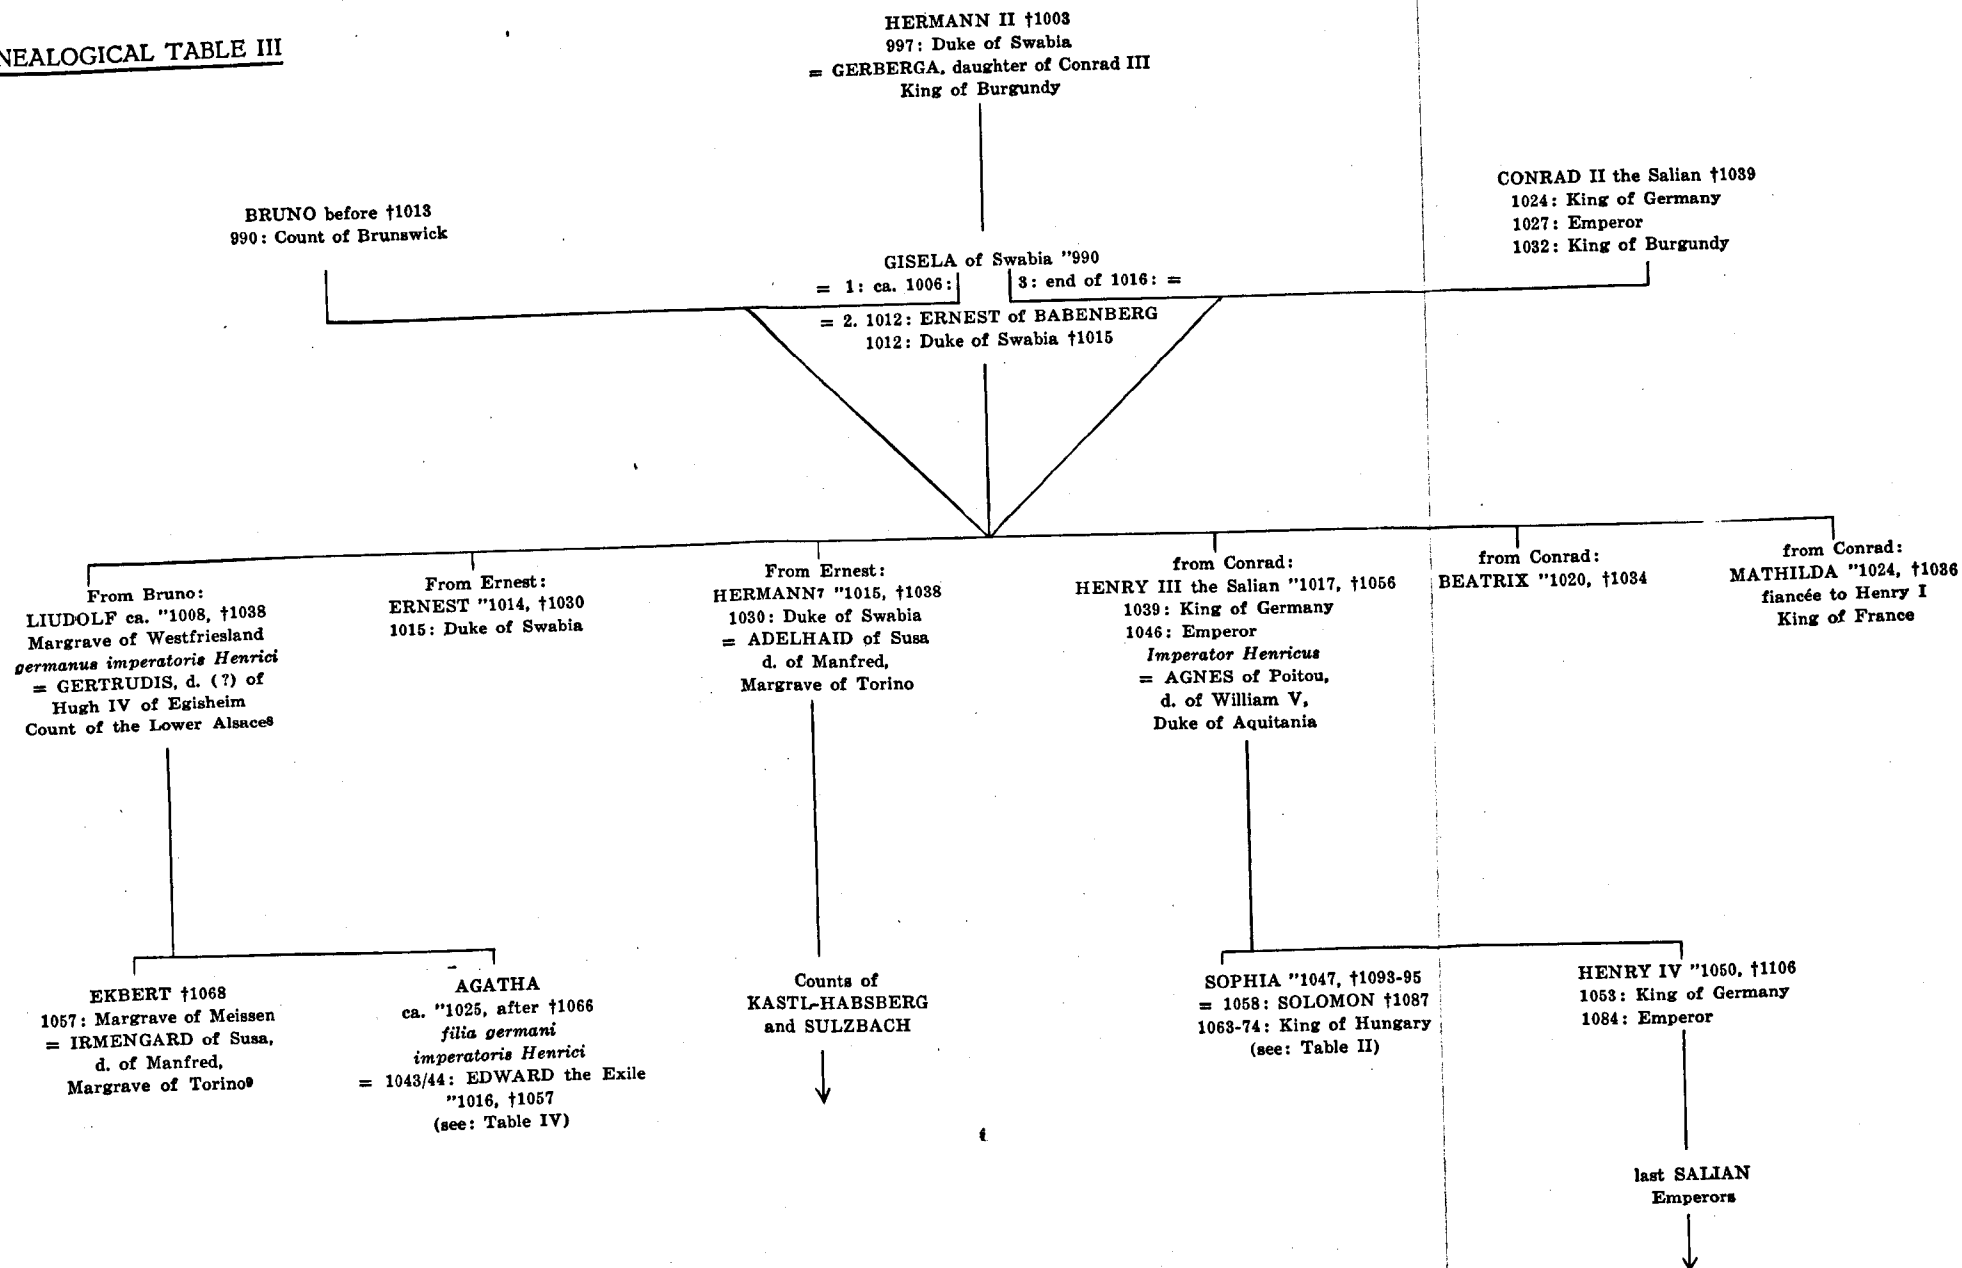 NEALOGICAL TABLE III
HERMANN II †1003
997: Duke of Swabia
= GERBERGA, daughter of Conrad III
King of Burgundy
BRUNO before †1013
990: Count of Brunswick
CONRAD II the Salian †1039
1024: King of Germany
1027: Emperor
1032: King of Burgundy
GISELA of Swabia "990
= 1: ca. 1006:
3: end of 1016: =
= 2. 1012: ERNEST of BABENBERG
1012: Duke of Swabia †1015
From Bruno:
LIUDOLF ca. "1008, †1038
Margrave of Westfriesland
germanus imperatoris Henrici
= GERTRUDIS, d. (?) of
Hugh IV of Egisheim
Count of the Lower Alsace⁸
From Ernest:
ERNEST "1014, †1030
1015: Duke of Swabia
From Ernest:
HERMANN⁷ "1015, †1038
1030: Duke of Swabia
= ADELHAID of Susa
d. of Manfred,
Margrave of Torino
from Conrad:
HENRY III the Salian "1017, †1056
1039: King of Germany
1046: Emperor
Imperator Henricus
= AGNES of Poitou,
d. of William V,
Duke of Aquitania
from Conrad:
BEATRIX "1020, †1034
from Conrad:
MATHILDA "1024, †1036
fiancée to Henry I
King of France
EKBERT †1068
1057: Margrave of Meissen
= IRMENGARD of Susa,
d. of Manfred,
Margrave of Torino⁹
AGATHA
ca. "1025, after †1066
filia germani
imperatoris Henrici
= 1043/44: EDWARD the Exile
"1016, †1057
(see: Table IV)
Counts of
KASTL-HABSBERG
and SULZBACH
SOPHIA "1047, †1093-95
= 1058: SOLOMON †1087
1063-74: King of Hungary
(see: Table II)
HENRY IV "1050, †1106
1053: King of Germany
1084: Emperor
last SALIAN
Emperors